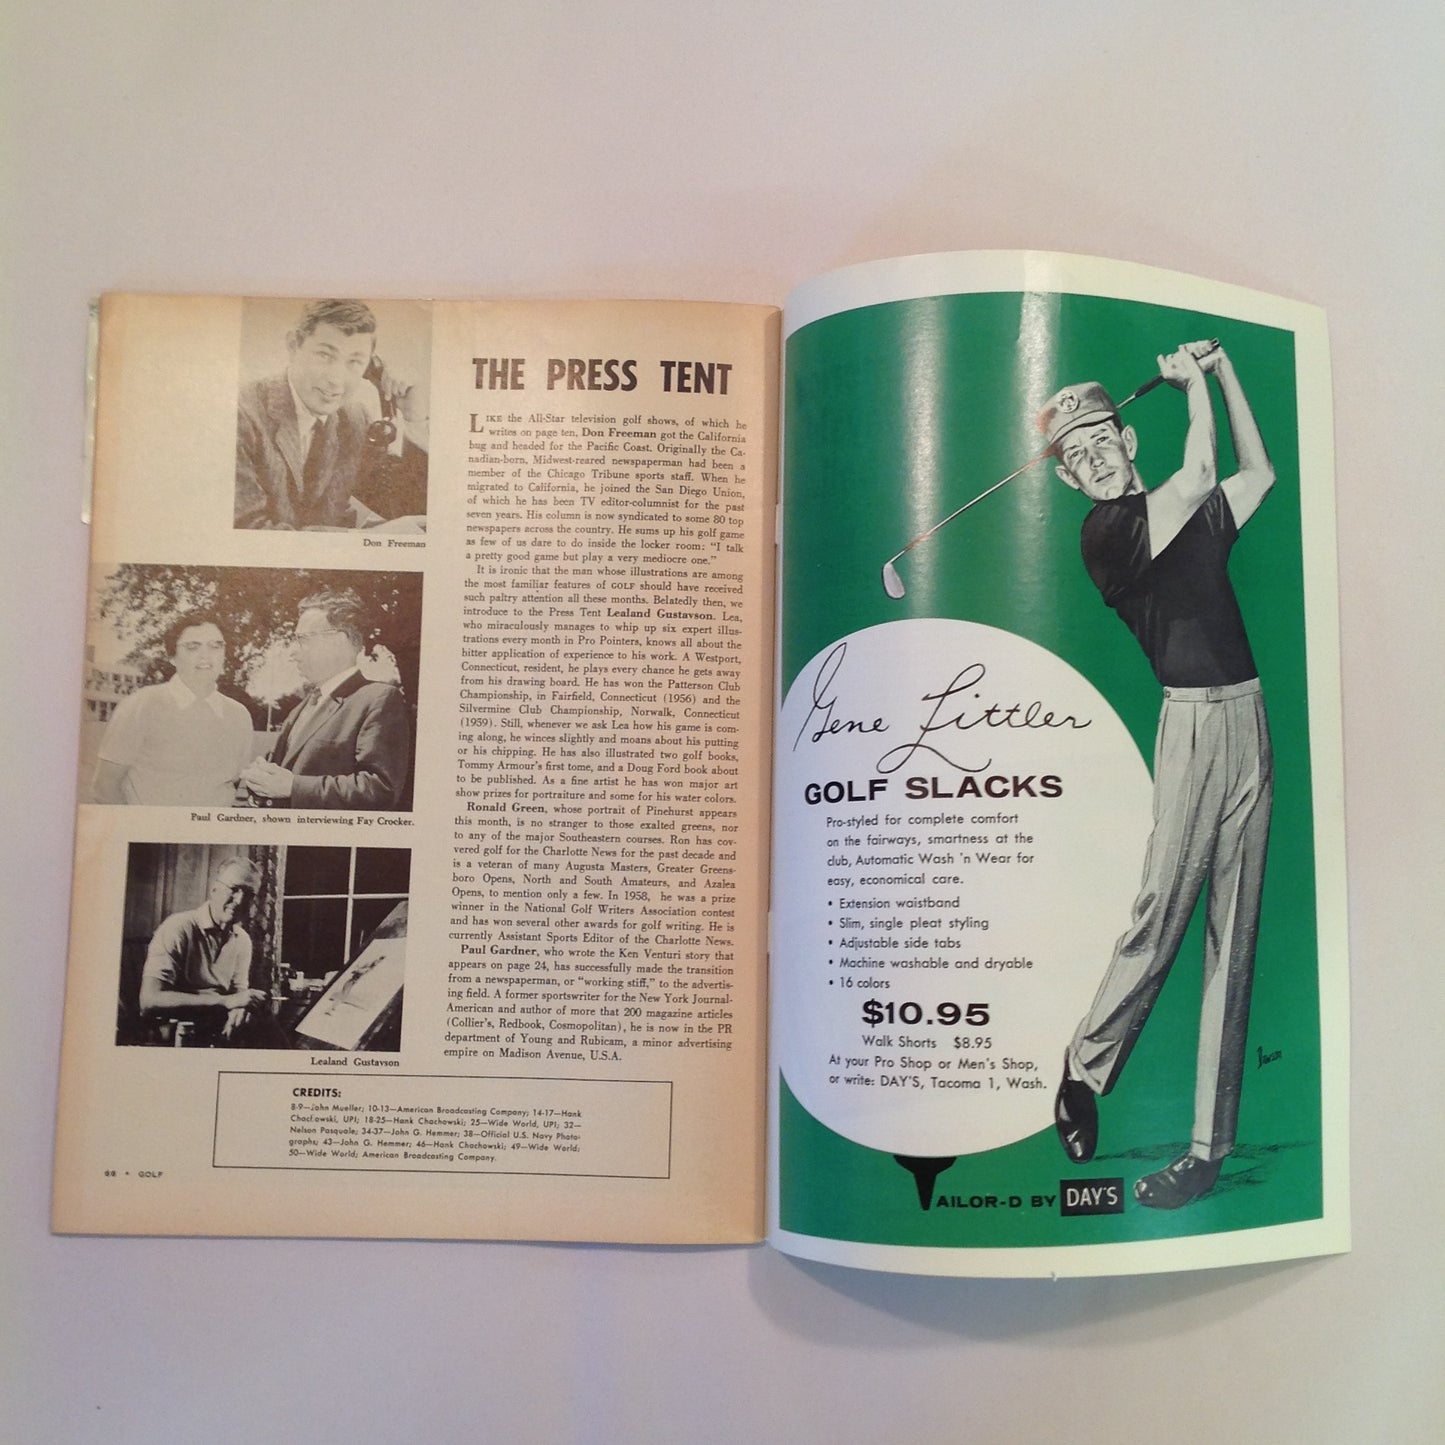 Don Freeman
Paul Gardner, shown interviewing Fay Crocker.
Lealand Gustavson
THE PRESS TENT
LIKE the All-Star television golf shows, of which he
writes on page ten, Don Freeman got the California
bug and headed for the Pacific Coast. Originally the Ca-
nadian-born, Midwest-reared newspaperman had been a
member of the Chicago Tribune sports staff. When he
migrated to California, he joined the San Diego Union,
of which he has been TV editor-columnist for the past
seven years. His column is now syndicated to some 80 top
newspapers across the country. He sums up his golf game
as few of us dare to do inside the locker room: "I talk
a pretty good game but play a very mediocre one."
It is ironic that the man whose illustrations are among
the most familiar features of GOLF should have received
such paltry attention all these months. Belatedly then, we
introduce to the Press Tent Lealand Gustavson. Lea,
who miraculously manages to whip up six expert illus-
trations every month in Pro Pointers, knows all about the
bitter application of experience to his work. A Westport,
Connecticut, resident, he plays every chance he gets away
from his drawing board. He has won the Patterson Club
Championship, in Fairfield, Connecticut (1956) and the
Silvermine Club Championship, Norwalk, Connecticut
(1959). Still, whenever we ask Lea how his game is com-
ing along, he winces slightly and moans about his putting
or his chipping. He has also illustrated two golf books,
Tommy Armour's first tome, and a Doug Ford book about
to be published. As a fine artist he has won major art
show prizes for portraiture and some for his water colors.
Ronald Green, whose portrait of Pinehurst appears
this month, is no stranger to those exalted greens, nor
to any of the major Southeastern courses. Ron has cov-
vered golf for the Charlotte News for the past decade and
is a veteran of many Augusta Masters, Greater Greens-
boro Opens, North and South Amateurs, and Azalea
Opens, to mention only a few. In 1958, he was a prize
winner in the National Golf Writers Association contest
and has won several other awards for golf writing. He is
currently Assistant Sports Editor of the Charlotte News.
Paul Gardner, who wrote the Ken Venturi story that
appears on page 24, has successfully made the transition
from a newspaperman, or "working stiff," to the advertis-
ing field. A former sportswriter for the New York Journal-
American and author of more that 200 magazine articles
(Collier's, Redbook, Cosmopolitan), he is now in the PR
department of Young and Rubicam, a minor advertising
empire on Madison Avenue, U.S.A.
CREDITS:
8-9—John Mueller; 10-13—American Broadcasting Company; 14-17—Hank
Chachowski, UPI; 18-25—Hank Chachowski; 25—Wide World, UPI; 32—
Nelson Pasquale; 34-37—John G. Hemmer; 38—Official U.S. Navy Photo-
graphs; 43—John G. Hemmer; 46—Hank Chachowski; 49—Wide World;
50—Wide World; American Broadcasting Company.
66 • GOLF
Gene Littler
GOLF SLACKS
Pro-styled for complete comfort
on the fairways, smartness at the
club, Automatic Wash 'n Wear for
easy, economical care.
• Extension waistband
• Slim, single pleat styling
• Adjustable side tabs
• Machine washable and dryable
• 16 colors
$10.95
Walk Shorts $8.95
At your Pro Shop or Men's Shop,
or write: DAY'S, Tacoma 1, Wash.
TAILOR-D BY DAY'S